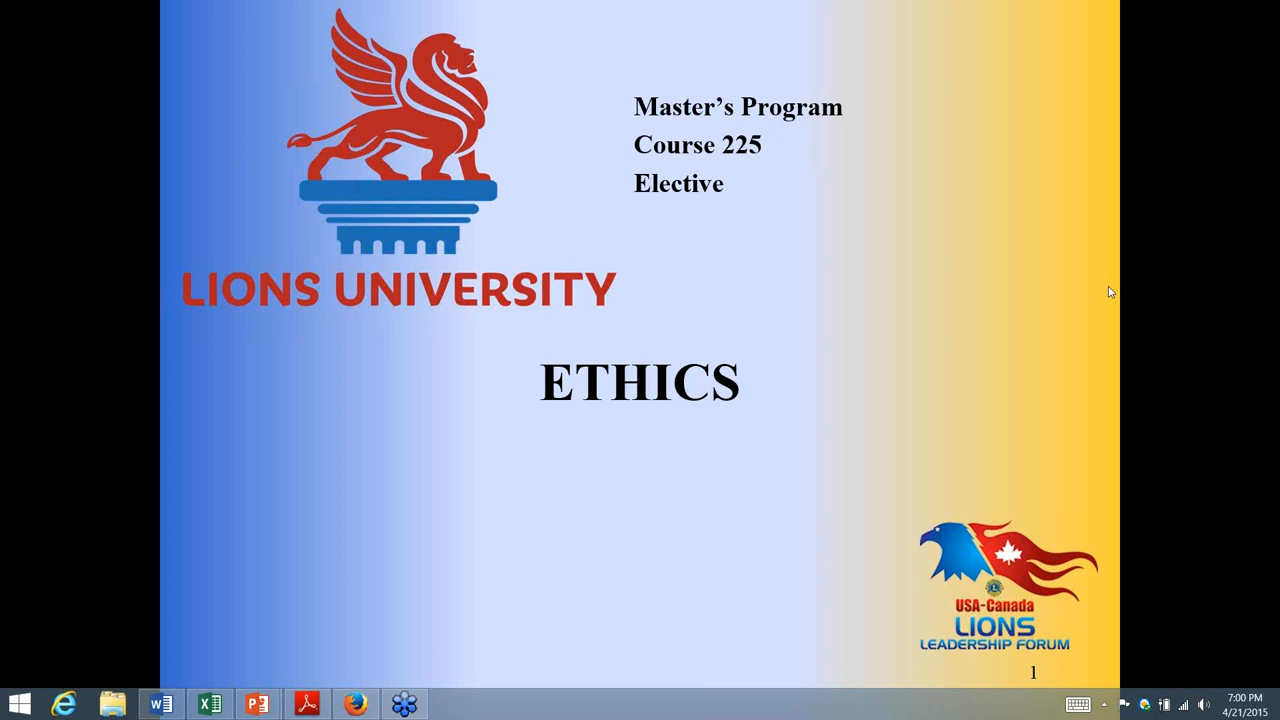 Master’s Program
Course 225
Elective
LIONS UNIVERSITY
ETHICS
USA-Canada
LIONS
LEADERSHIP FORUM
1
7:00 PM
4/21/2015